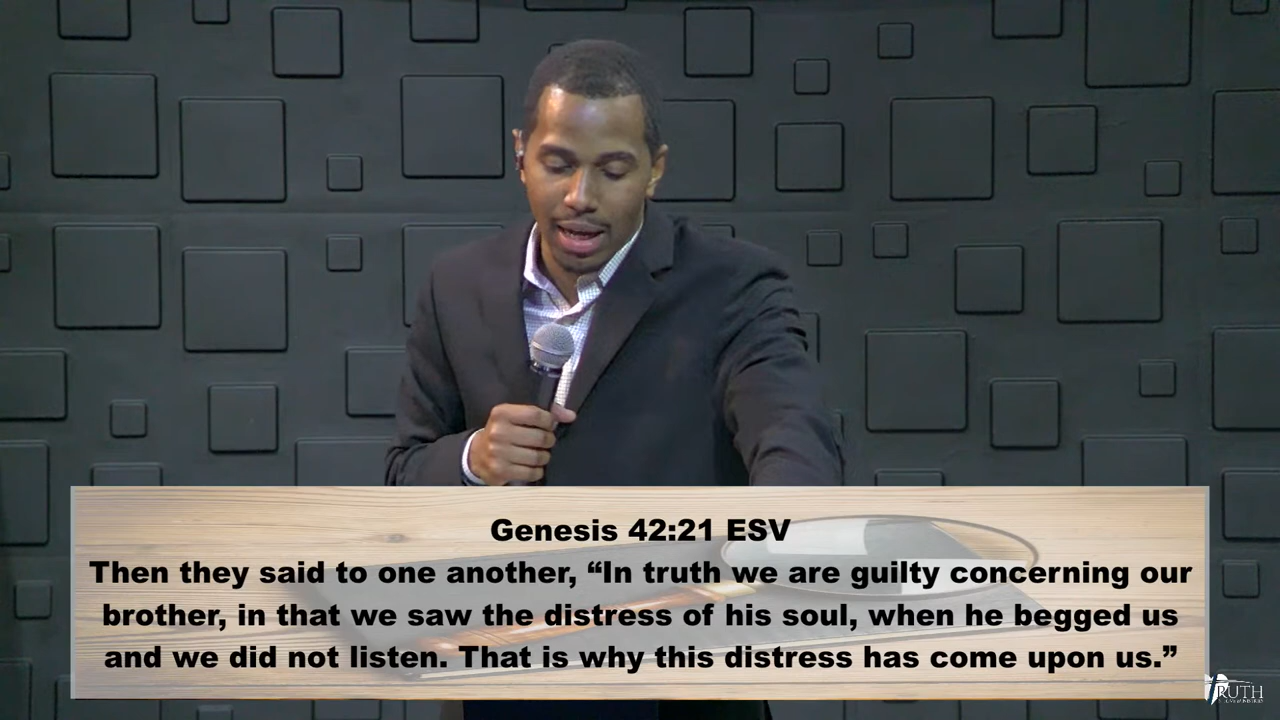 Genesis 42:21 ESV
Then they said to one another, “In truth we are guilty concerning our
brother, in that we saw the distress of his soul, when he begged us
and we did not listen. That is why this distress has come upon us.”
TRUTH